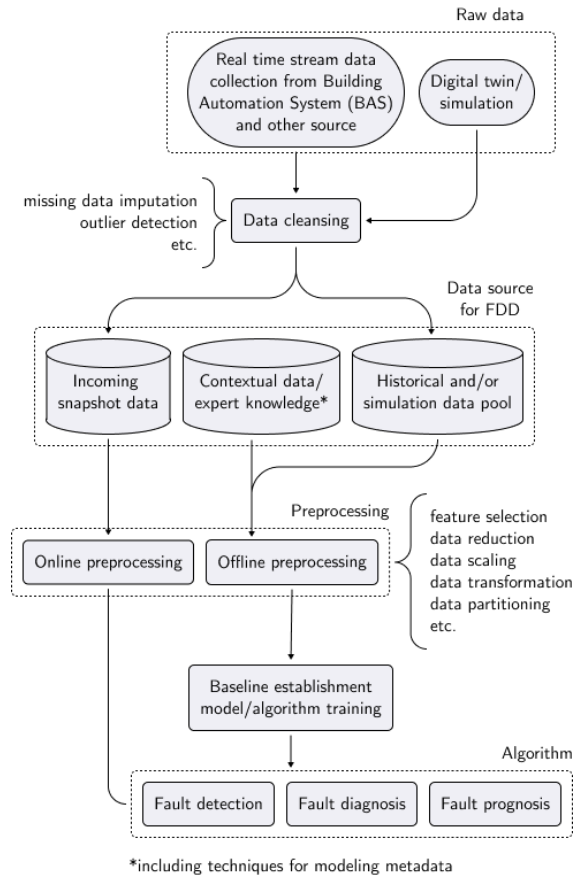 Raw data
Real time stream data
collection from Building
Automation System (BAS)
and other source
Digital twin/
simulation
missing data imputation
outlier detection
etc.
Data cleansing
Data source
for FDD
Incoming
snapshot data
Contextual data/
expert knowledge*
Historical and/or
simulation data pool
Preprocessing
Online preprocessing
Offline preprocessing
feature selection
data reduction
data scaling
data transformation
data partitioning
etc.
Baseline establishment
model/algorithm training
Algorithm
Fault detection
Fault diagnosis
Fault prognosis
*including techniques for modeling metadata